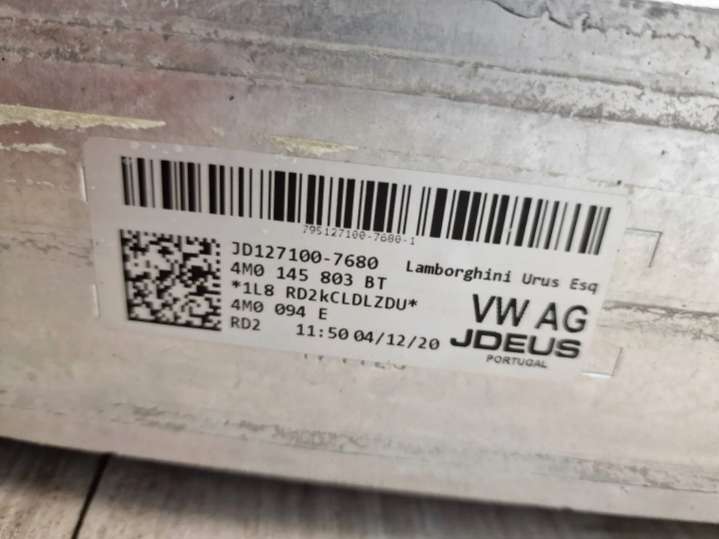 795127100-7680-1
JD127100-7680
Lamborghini Urus Esq
4M0 145 803 BT
*1L8 RD2kCLDLZDU*
4M0 094 E
RD2
11:50 04/12/20
VW AG
JDEUS
PORTUGAL